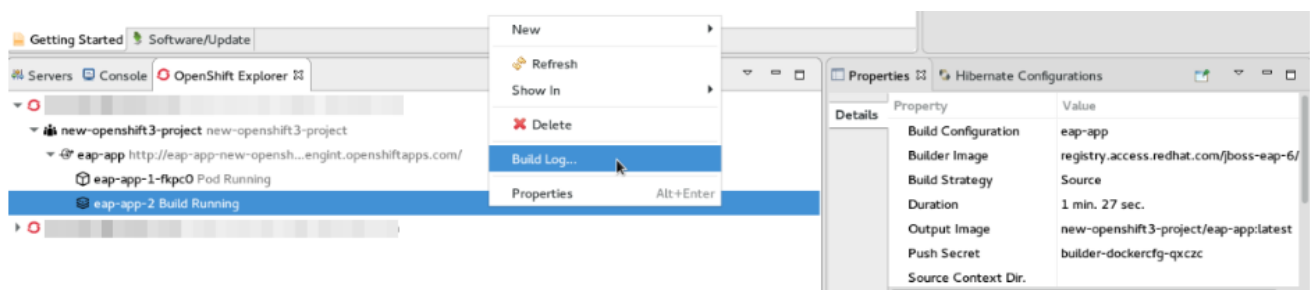 Getting Started Software/Update
Servers Console OpenShift Explorer
new-openshift3-project new-openshift3-project
eap-app http://eap-app-new-opensh...engint.openshiftapps.com/
eap-app-1-fkpc0 Pod Running
eap-app-2 Build Running
New
Refresh
Show In
Delete
Build Log...
Properties Alt+Enter
Properties Hibernate Configurations
Details
Property Value
Build Configuration eap-app
Builder Image registry.access.redhat.com/jboss-eap-6/
Build Strategy Source
Duration 1 min. 27 sec.
Output Image new-openshift3-project/eap-app:latest
Push Secret builder-dockercfg-qxczc
Source Context Dir.